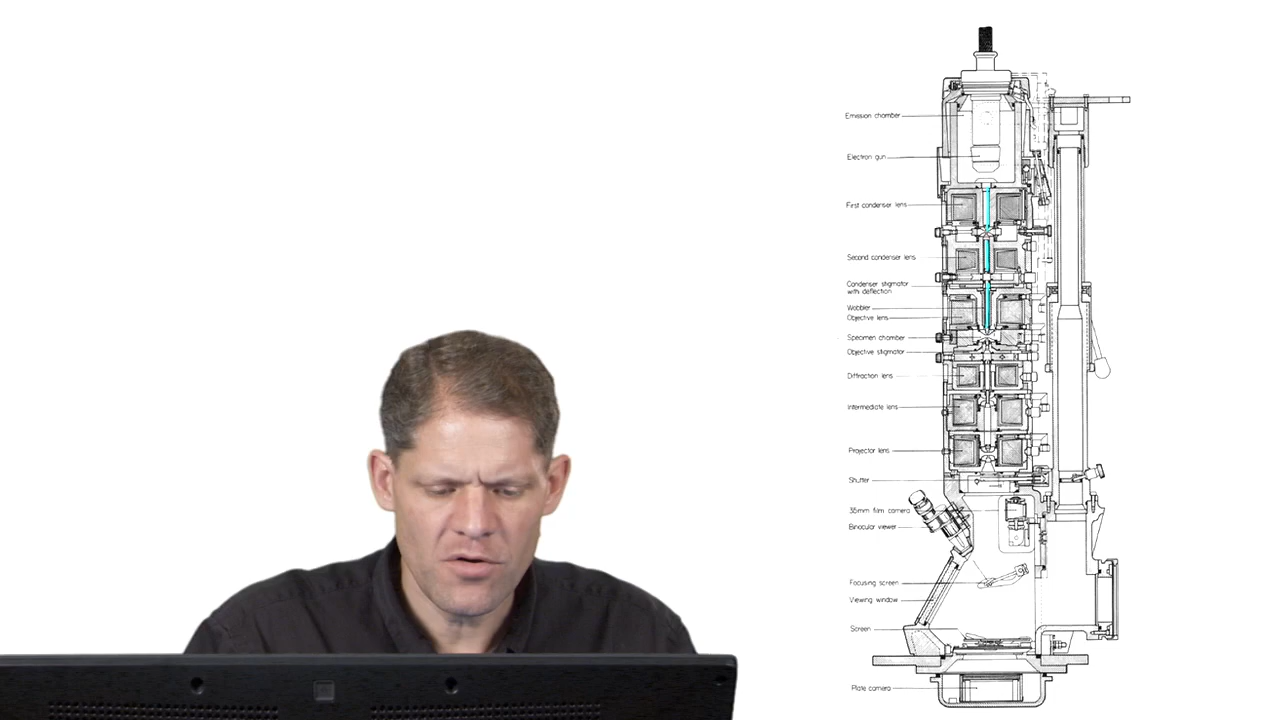 Emission chamber
Electron gun
First condenser lens
Second condenser lens
Condenser stigmator
with deflection
Wobbler
Objective lens
Specimen chamber
Objective stigmator
Diffraction lens
Intermediate lens
Projector lens
Shutter
35mm film camera
Binocular viewer
Focusing screen
Viewing window
Screen
Plate camera